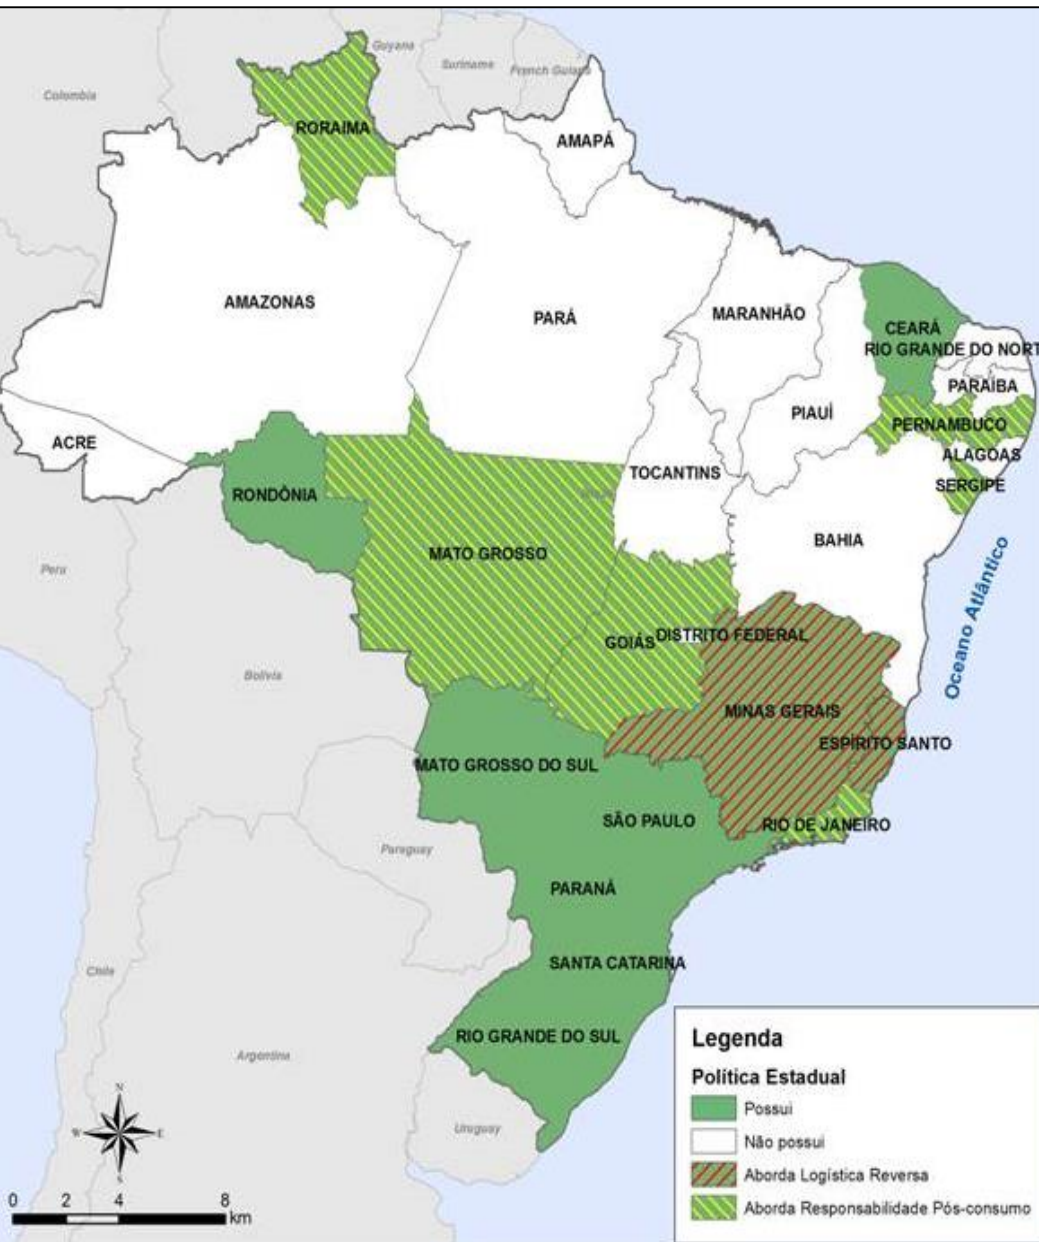 Guyana
Suriname
French Guiana
Colombia
RORAIMA
AMAPÁ
AMAZONAS
PARÁ
MARANHÃO
CEARÁ
RIO GRANDE DO NORT
PARAÍBA
PIAUÍ
PERNAMBUCO
ACRE
ALAGOAS
TOCANTINS
SERGIPE
RONDÔNIA
BAHIA
MATO GROSSO
Peru
Oceano Atlântico
GOIÁS
DISTRITO FEDERAL
Bolivia
MINAS GERAIS
ESPÍRITO SANTO
MATO GROSSO DO SUL
SÃO PAULO
RIO DE JANEIRO
Paraguay
PARANÁ
SANTA CATARINA
Chile
RIO GRANDE DO SUL
Argentina
Uruguay
N
W E
S
0 2 4 8
km
Legenda
Política Estadual
Possui
Não possui
Aborda Logística Reversa
Aborda Responsabilidade Pós-consumo